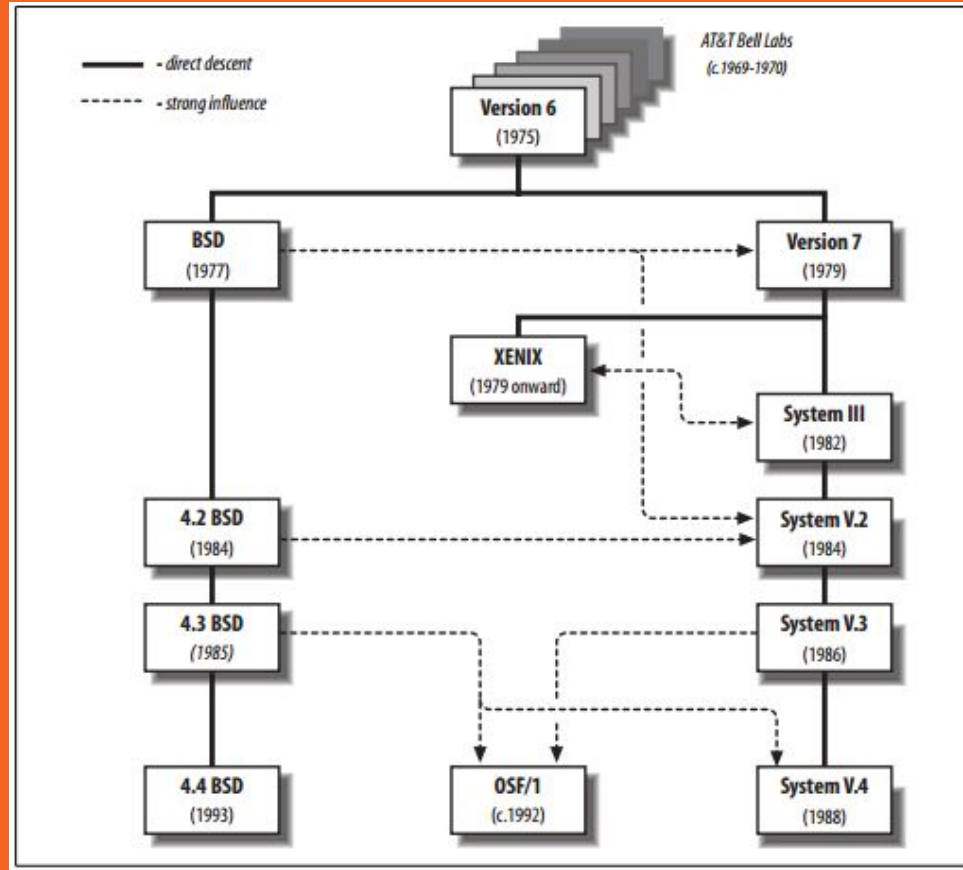 AT&T Bell Labs
(c.1969-1970)
- direct descent
- strong influence
Version 6
(1975)
BSD
(1977)
Version 7
(1979)
XENIX
(1979 onward)
System III
(1982)
4.2 BSD
(1984)
System V.2
(1984)
4.3 BSD
(1985)
System V.3
(1986)
4.4 BSD
(1993)
OSF/1
(c.1992)
System V.4
(1988)